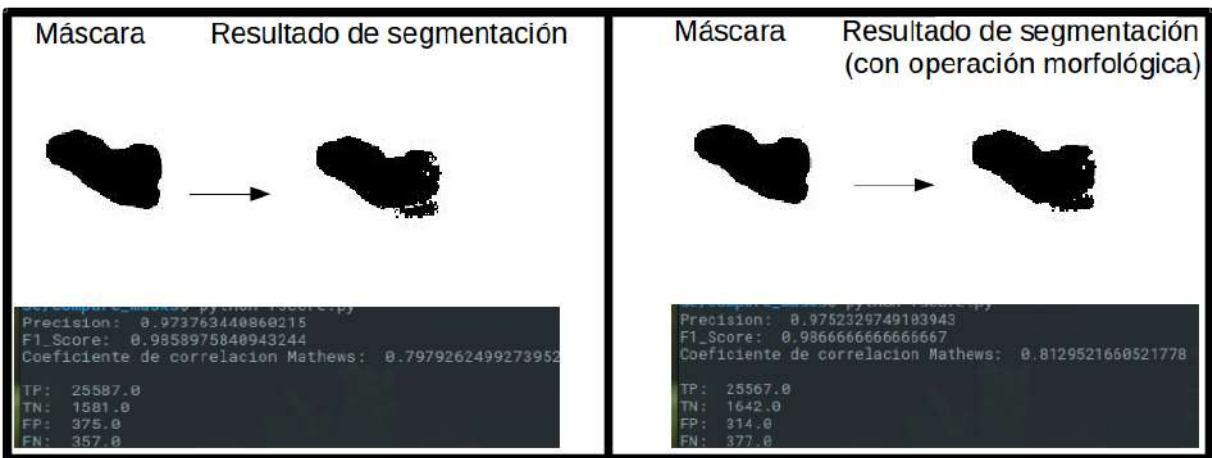 Máscara
Resultado de segmentación
Precision: 0.973763440860215
F1_Score: 0.9858975840943244
Coeficiente de correlacion Mathews: 0.7979262499273952
TP: 25587.0
TN: 1581.0
FP: 375.0
FN: 357.0
Máscara
Resultado de segmentación
(con operación morfológica)
Precision: 0.9752329749103943
F1_Score: 0.9866666666666667
Coeficiente de correlacion Mathews: 0.8129521660521778
TP: 25567.0
TN: 1642.0
FP: 314.0
FN: 377.0